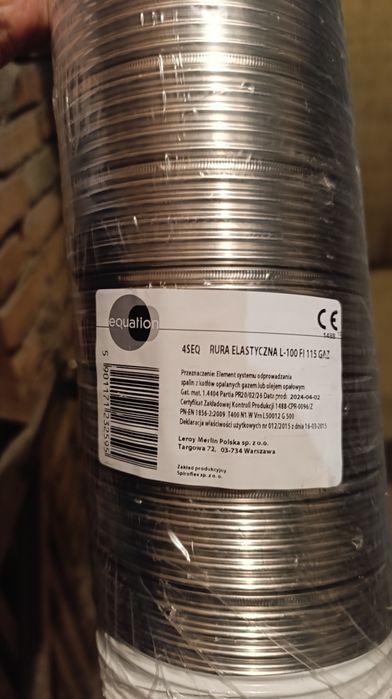 equation
CE
1488
4SEQ RURA ELASTYCZNA L-100 FI 115 GAZ
Przeznaczenie: Element systemu odprowadzania
spalin z kotłów opalanych gazem lub olejem opałowym
Gat. mat. 1.4404 Partia PR20/02/26 Data prod: 2024-04-02
Certyfikat Zakładowej Kontroli Produkcji 1488-CPR-0096/Z
PN-EN 1856-2:2009 T400 N1 W Vm L50012 G 500
Deklaracja właściwości użytkowych nr 012/2015 z dnia 16-03-2015
Leroy Merlin Polska sp. z o.o.
Targowa 72, 03-734 Warszawa
Zakład produkcyjny
Spiroflex sp. z o. o.